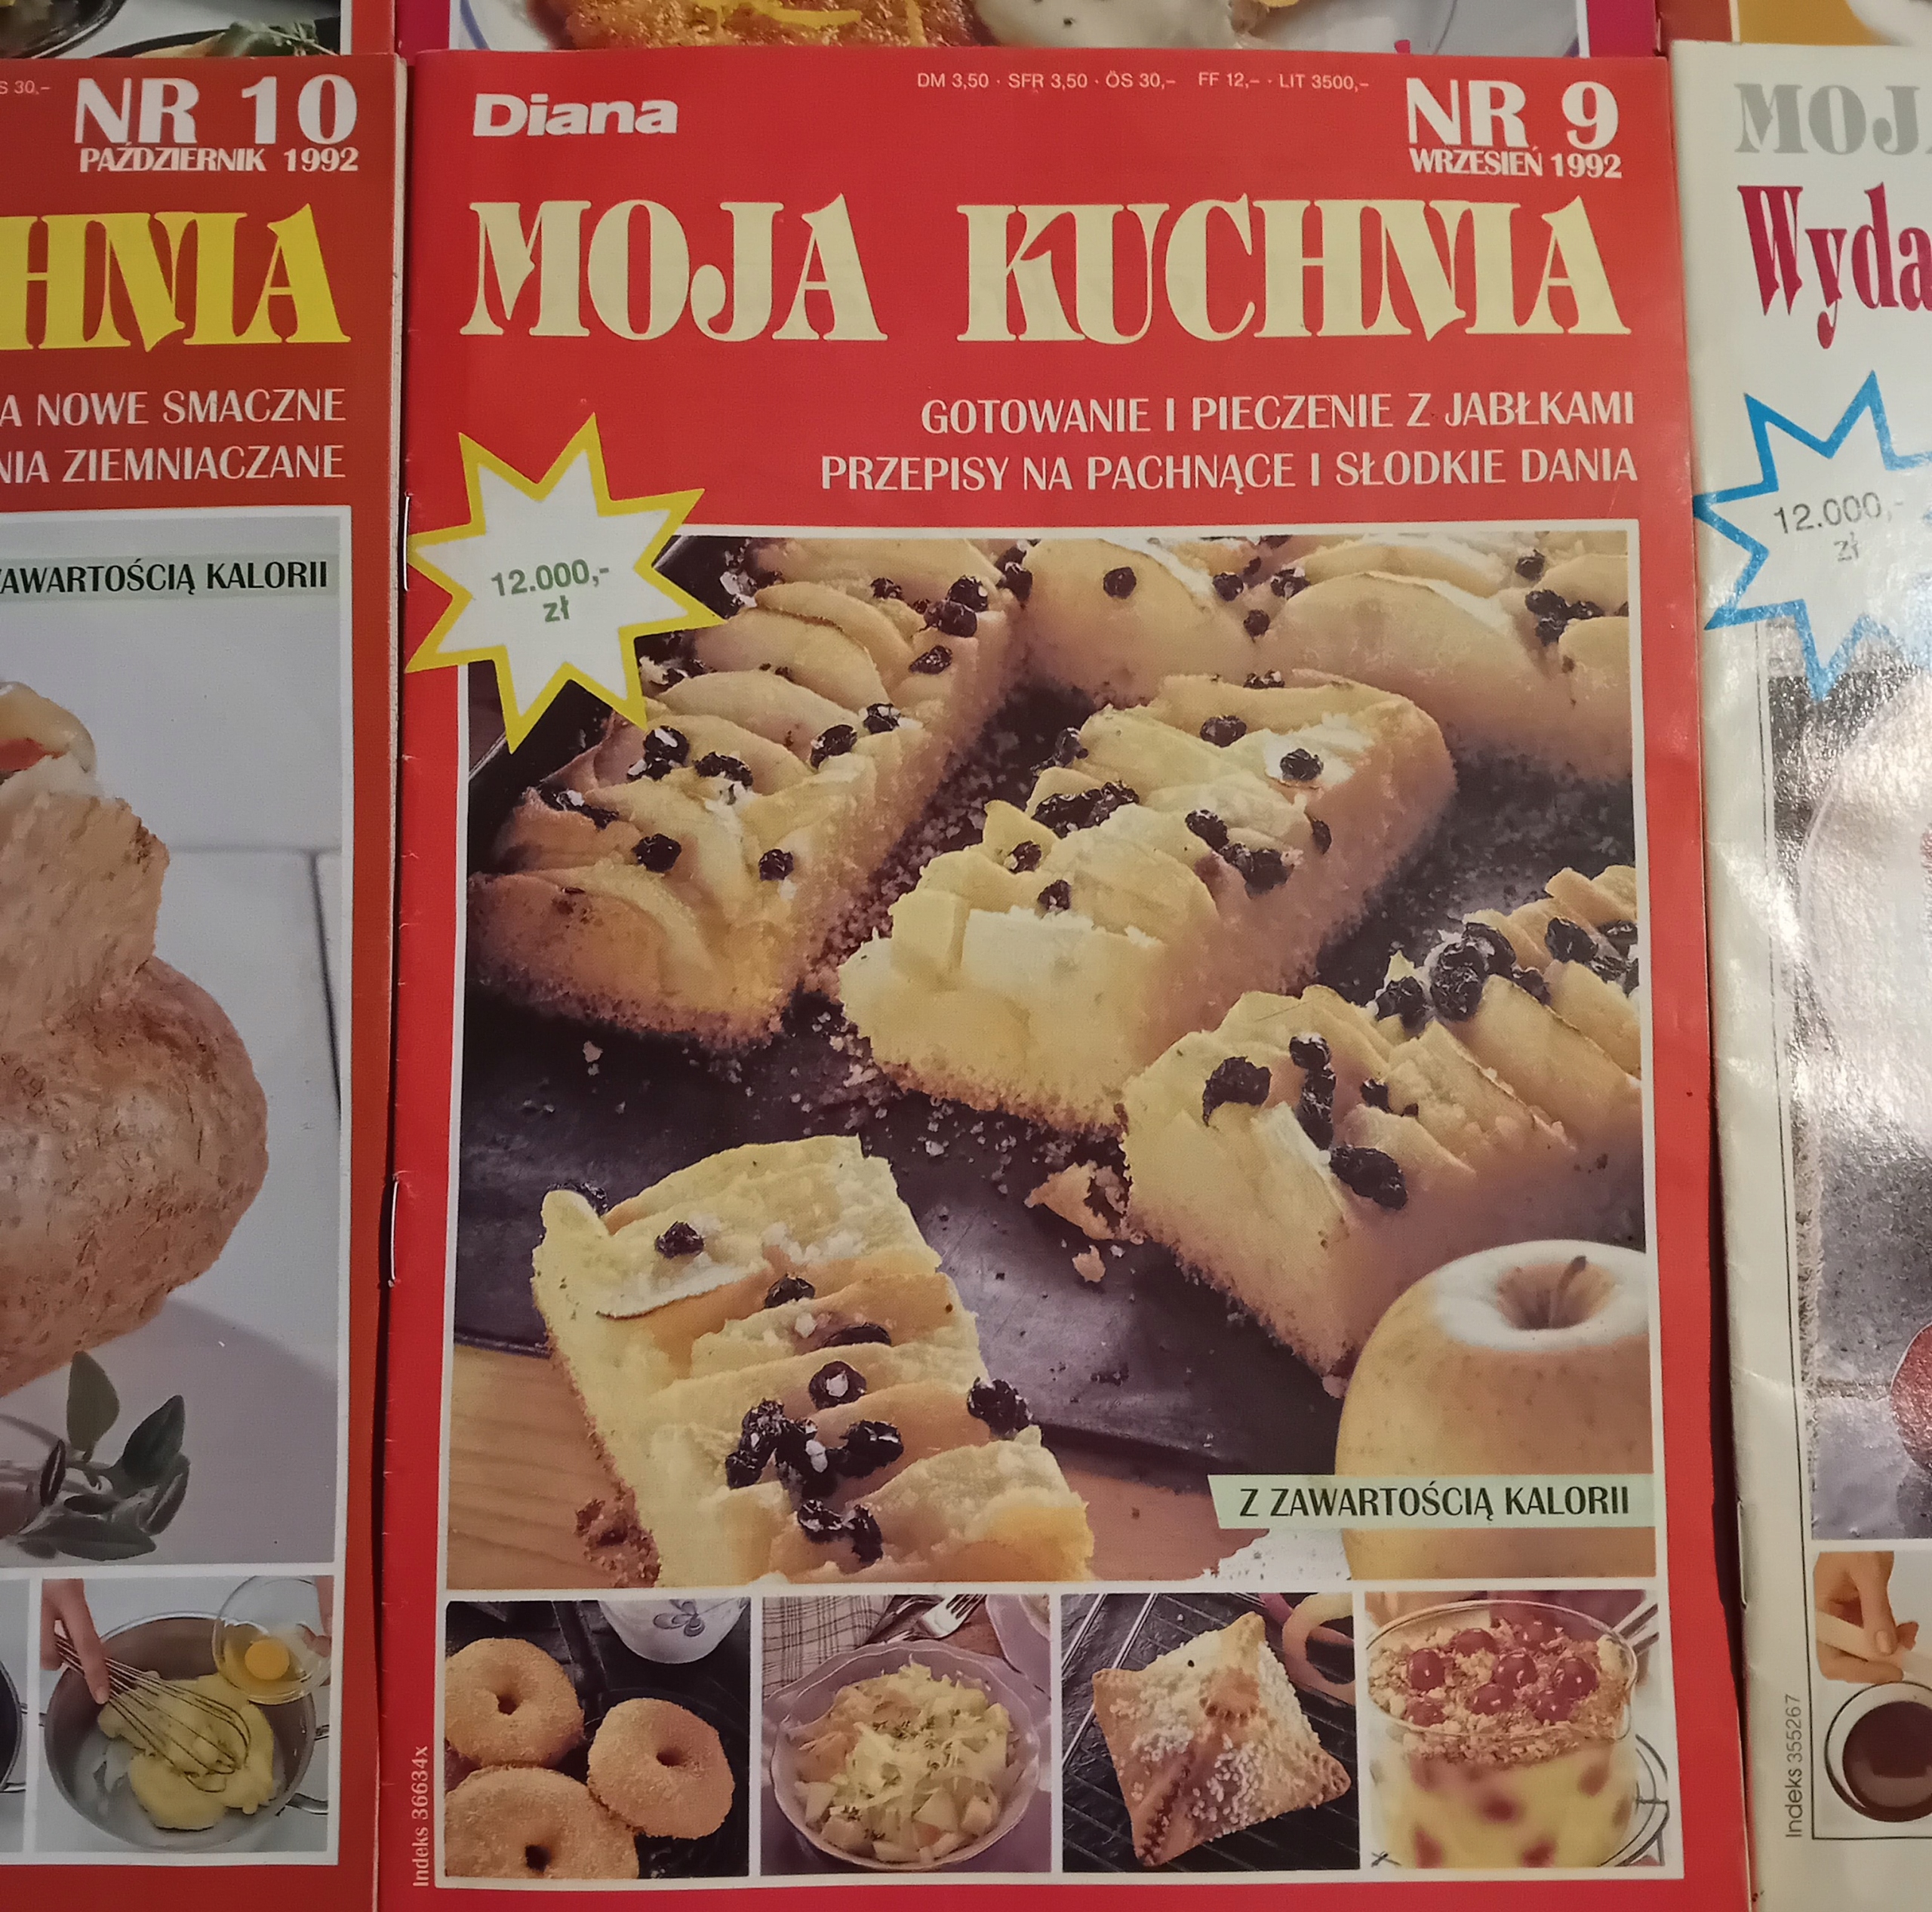 S 30,–
NR 10
PAŹDZIERNIK 1992
HNIA
A NOWE SMACZNE
NIA ZIEMNIACZANE
ZAWARTOŚCIĄ KALORII
Diana
DM 3,50 · SFR 3,50 · ÖS 30,– FF 12,– · LIT 3500,–
NR 9
WRZESIEŃ 1992
MOJA KUCHNIA
GOTOWANIE I PIECZENIE Z JABŁKAMI
PRZEPISY NA PACHNĄCE I SŁODKIE DANIA
12.000,-
zł
Z ZAWARTOŚCIĄ KALORII
Indeks 36634x
MOJ
Wyda
12.000,-
zł
Indeks 355267